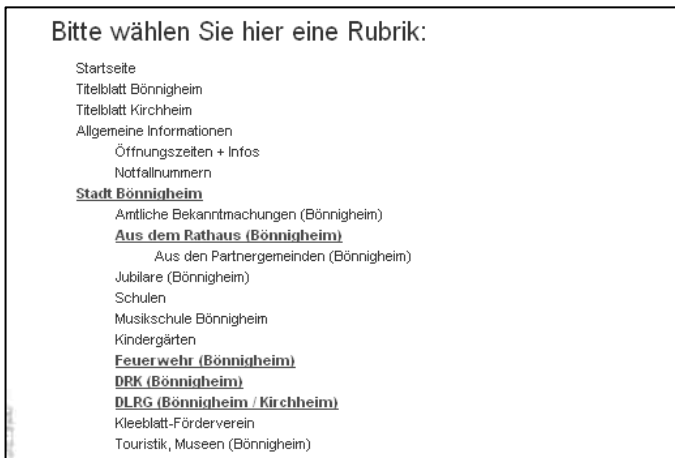 Bitte wählen Sie hier eine Rubrik:
Startseite
Titelblatt Bönnigheim
Titelblatt Kirchheim
Allgemeine Informationen
Öffnungszeiten + Infos
Notfallnummern
Stadt Bönnigheim
Amtliche Bekanntmachungen (Bönnigheim)
Aus dem Rathaus (Bönnigheim)
Aus den Partnergemeinden (Bönnigheim)
Jubilare (Bönnigheim)
Schulen
Musikschule Bönnigheim
Kindergärten
Feuerwehr (Bönnigheim)
DRK (Bönnigheim)
DLRG (Bönnigheim / Kirchheim)
Kleeblatt-Förderverein
Touristik, Museen (Bönnigheim)